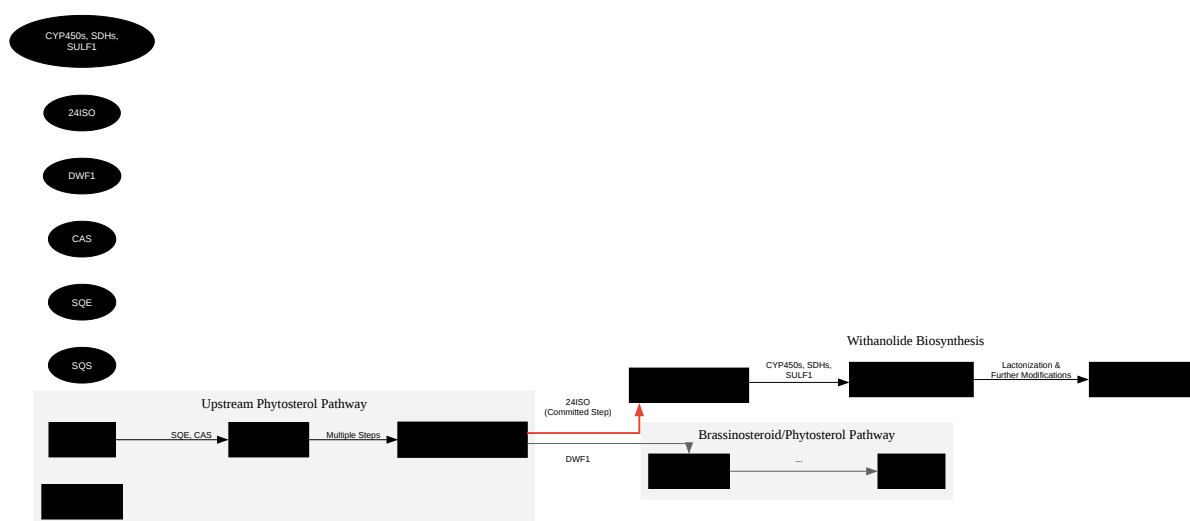 CYP450s, SDHs,
SULF1
24ISO
DWF1
CAS
SQE
SQS
Withanolide Biosynthesis
CYP450s, SDHs,
SULF1
Lactonization &
Further Modifications
Upstream Phytosterol Pathway
24ISO
(Committed Step)
SQE, CAS
Multiple Steps
DWF1
Brassinosteroid/Phytosterol Pathway
...